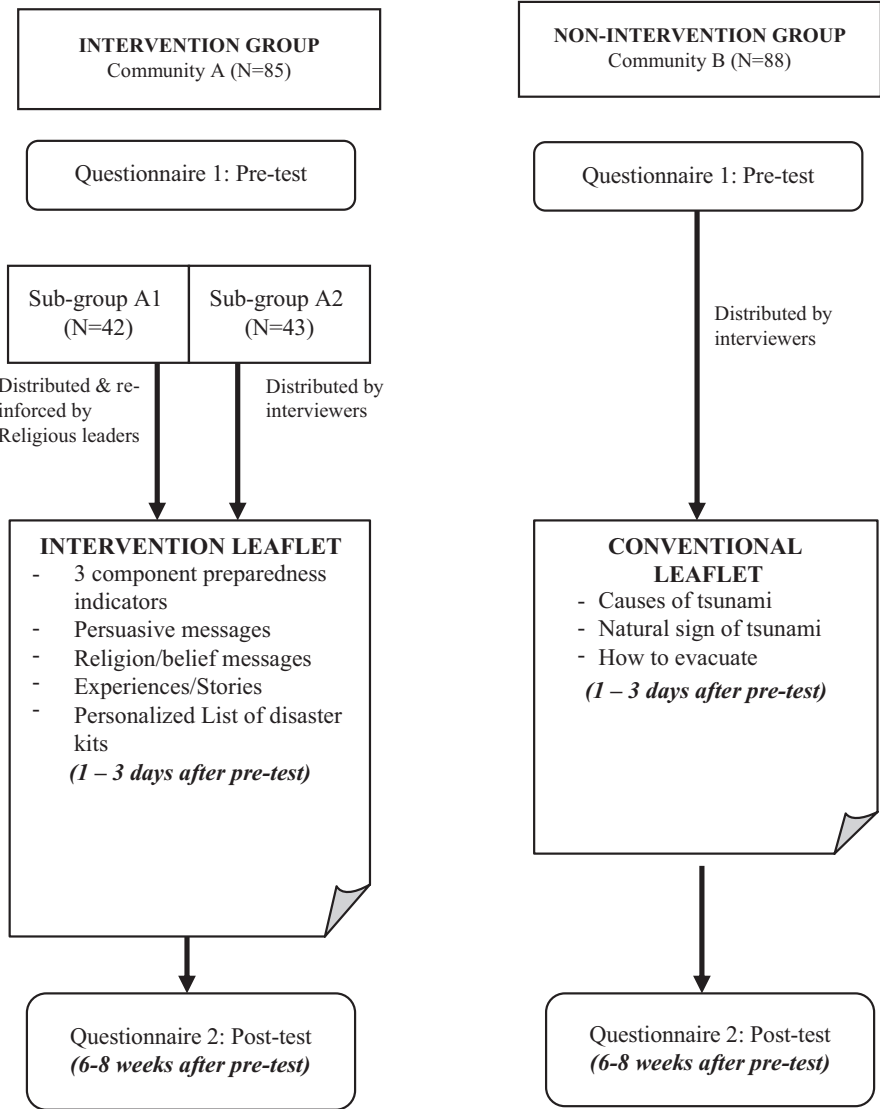 INTERVENTION GROUP
Community A (N=85)
Questionnaire 1: Pre-test
Sub-group A1
(N=42)
Sub-group A2
(N=43)
Distributed & re-
inforced by
Religious leaders
Distributed by
interviewers
INTERVENTION LEAFLET
- 3 component preparedness
indicators
- Persuasive messages
- Religion/belief messages
- Experiences/Stories
- Personalized List of disaster
kits
(1 – 3 days after pre-test)
Questionnaire 2: Post-test
(6-8 weeks after pre-test)
NON-INTERVENTION GROUP
Community B (N=88)
Questionnaire 1: Pre-test
Distributed by
interviewers
CONVENTIONAL
LEAFLET
- Causes of tsunami
- Natural sign of tsunami
- How to evacuate
(1 – 3 days after pre-test)
Questionnaire 2: Post-test
(6-8 weeks after pre-test)